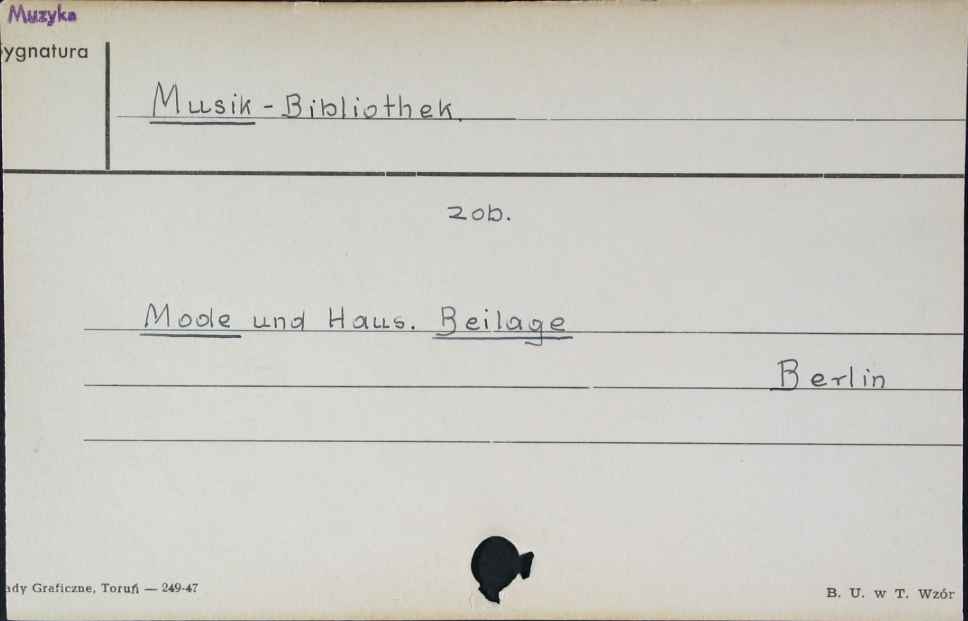 Muzyka
ygnatura
Musik - Bibliothek.
zob.
Mode und Haus. Beilage
Berlin
ady Graficzne, Toruń — 249-47
B. U. w T. Wzór